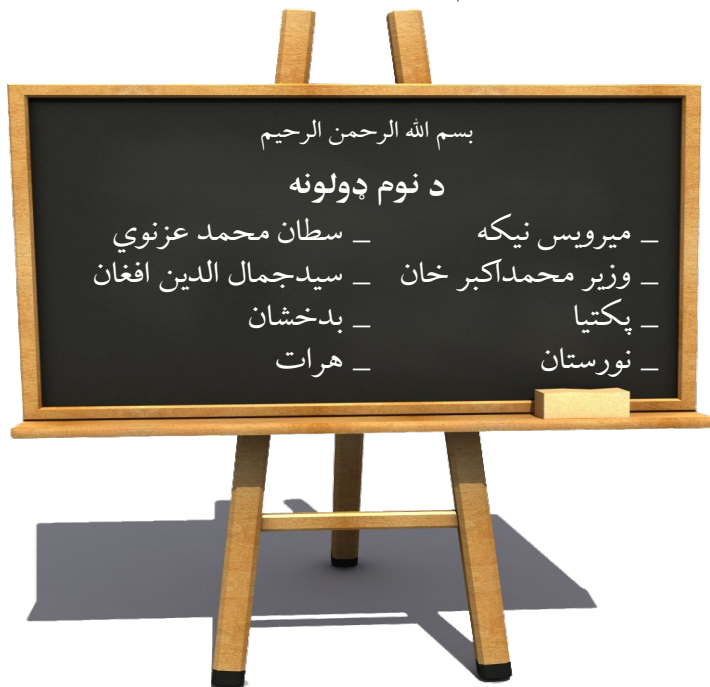 بسم الله الرحمن الرحیم
د نوم ډولونه
_ میرویس نیکه _ سطان محمد عزنوي
_ وزیر محمداکبر خان _ سیدجمال الدین افغان
_ پکتیا _ بدخشان
_ نورستان _ هرات